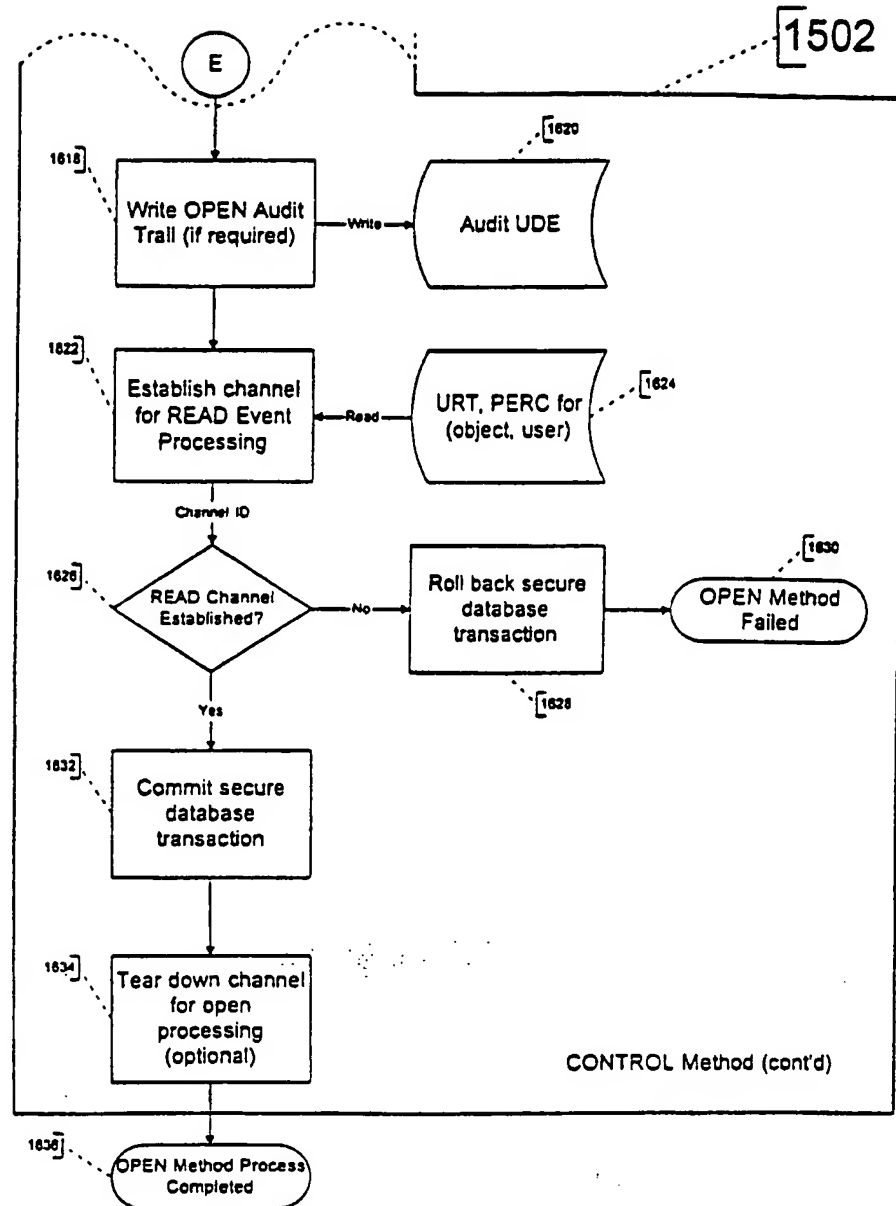 1502
E
1618
Write OPEN Audit
Trail (if required)
Write
1620
Audit UDE
1622
Establish channel
for READ Event
Processing
Read
URT, PERC for
(object, user)
1624
Channel ID
1626
READ Channel
Established?
No
Roll back secure
database
transaction
1628
1630
OPEN Method
Failed
Yes
1632
Commit secure
database
transaction
1634
Tear down channel
for open
processing
(optional)
CONTROL Method (cont'd)
1636
OPEN Method Process
Completed